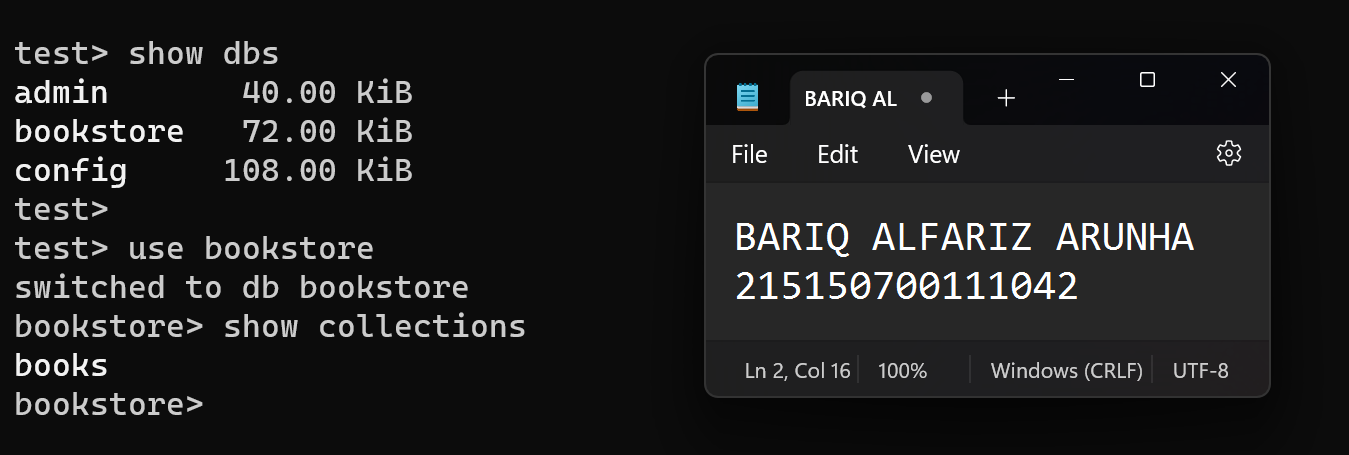 test> show dbs
admin       40.00 KiB
bookstore   72.00 KiB
config     108.00 KiB
test>
test> use bookstore
switched to db bookstore
bookstore> show collections
books
bookstore>
BARIQ AL
File Edit View
BARIQ ALFARIZ ARUNHA
215150700111042
Ln 2, Col 16 100% Windows (CRLF) UTF-8